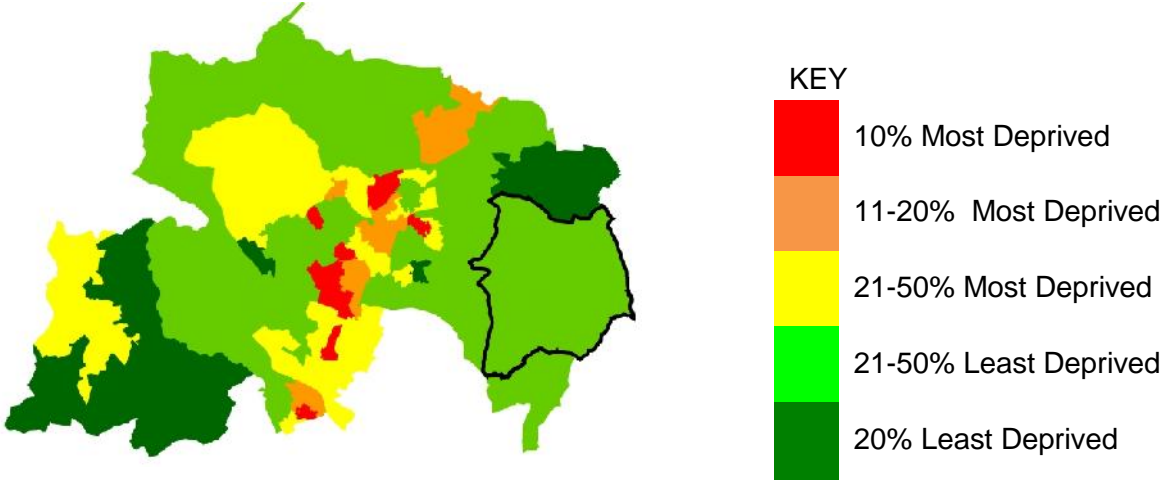 KEY
10% Most Deprived
11-20% Most Deprived
21-50% Most Deprived
21-50% Least Deprived
20% Least Deprived